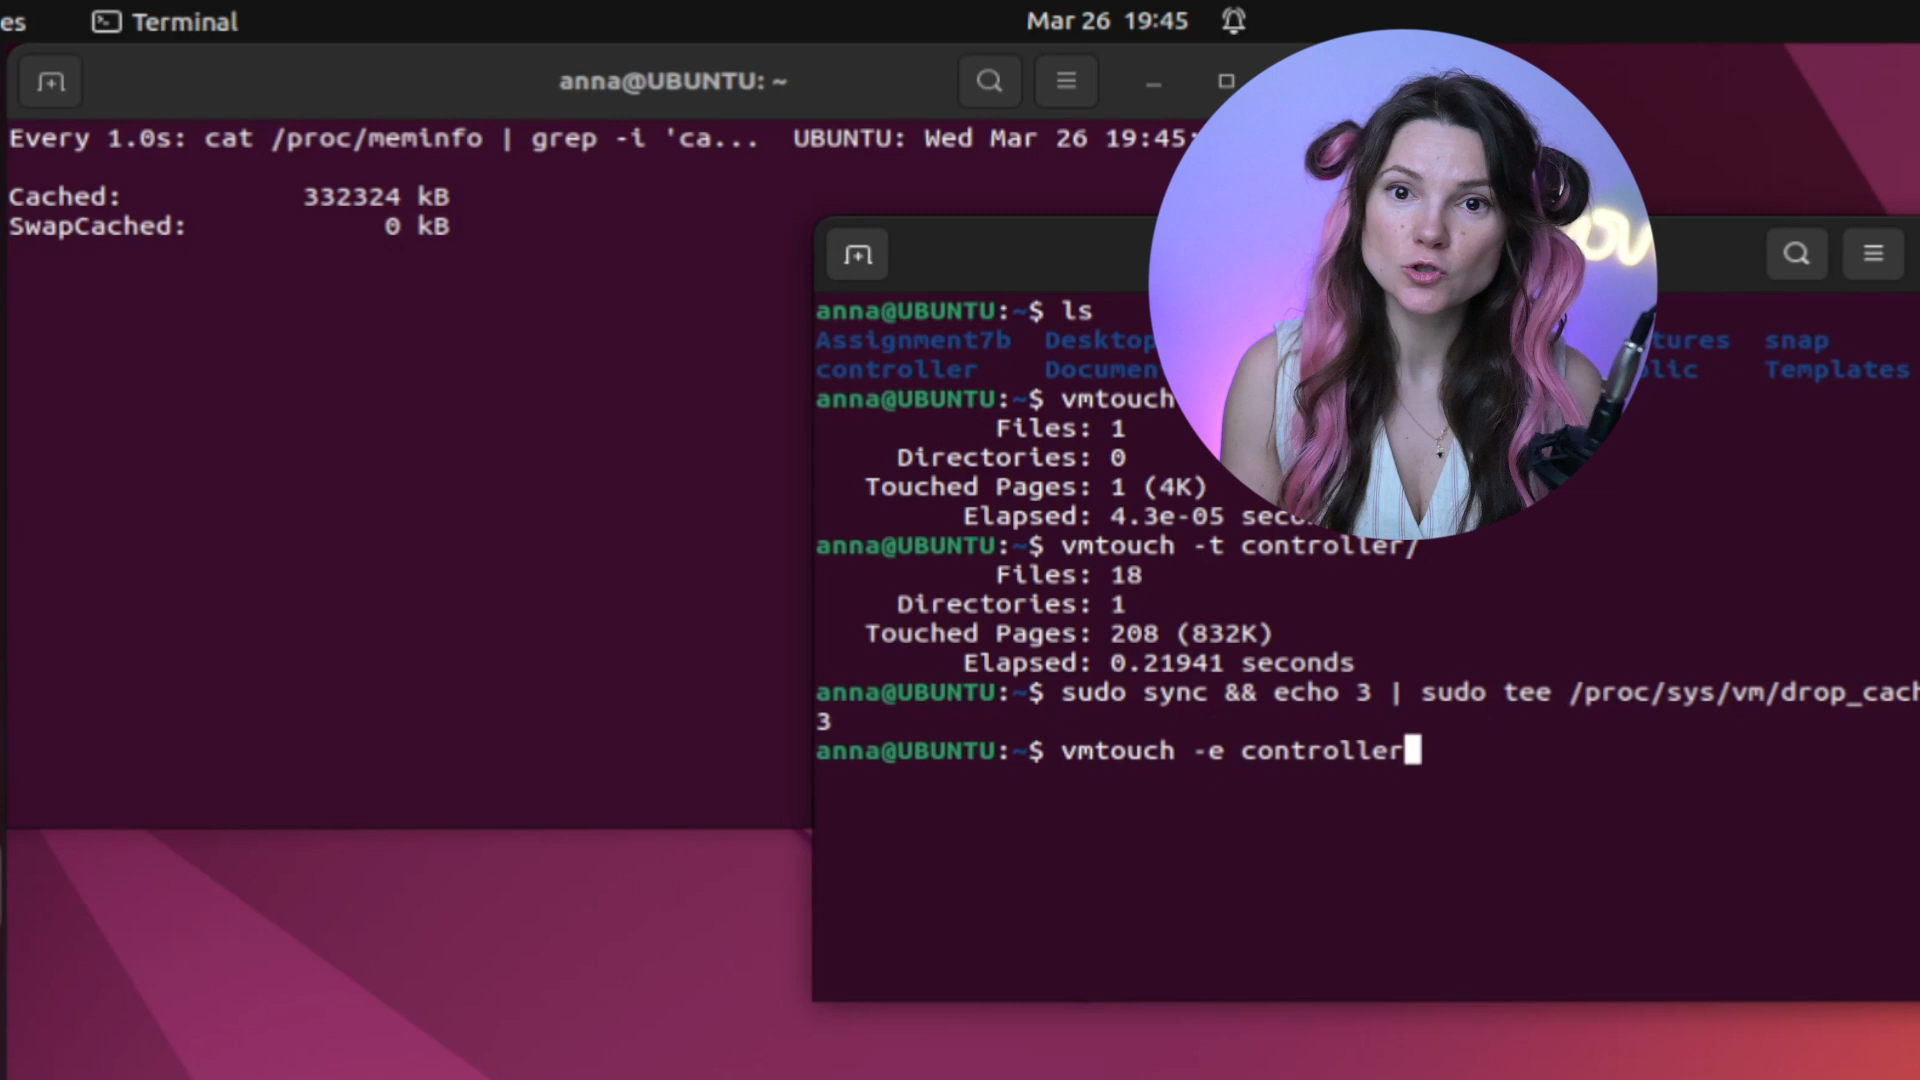 es Terminal Mar 26 19:45
anna@UBUNTU: ~
Every 1.0s: cat /proc/meminfo | grep -i 'ca... UBUNTU: Wed Mar 26 19:45:
Cached: 332324 kB
SwapCached: 0 kB
anna@UBUNTU:~$ ls
Assignment7b Desktop tures snap
controller Documen lic Templates
anna@UBUNTU:~$ vmtouch
Files: 1
Directories: 0
Touched Pages: 1 (4K)
Elapsed: 4.3e-05 seco
anna@UBUNTU:~$ vmtouch -t controller/
Files: 18
Directories: 1
Touched Pages: 208 (832K)
Elapsed: 0.21941 seconds
anna@UBUNTU:~$ sudo sync && echo 3 | sudo tee /proc/sys/vm/drop_cach
3
anna@UBUNTU:~$ vmtouch -e controller